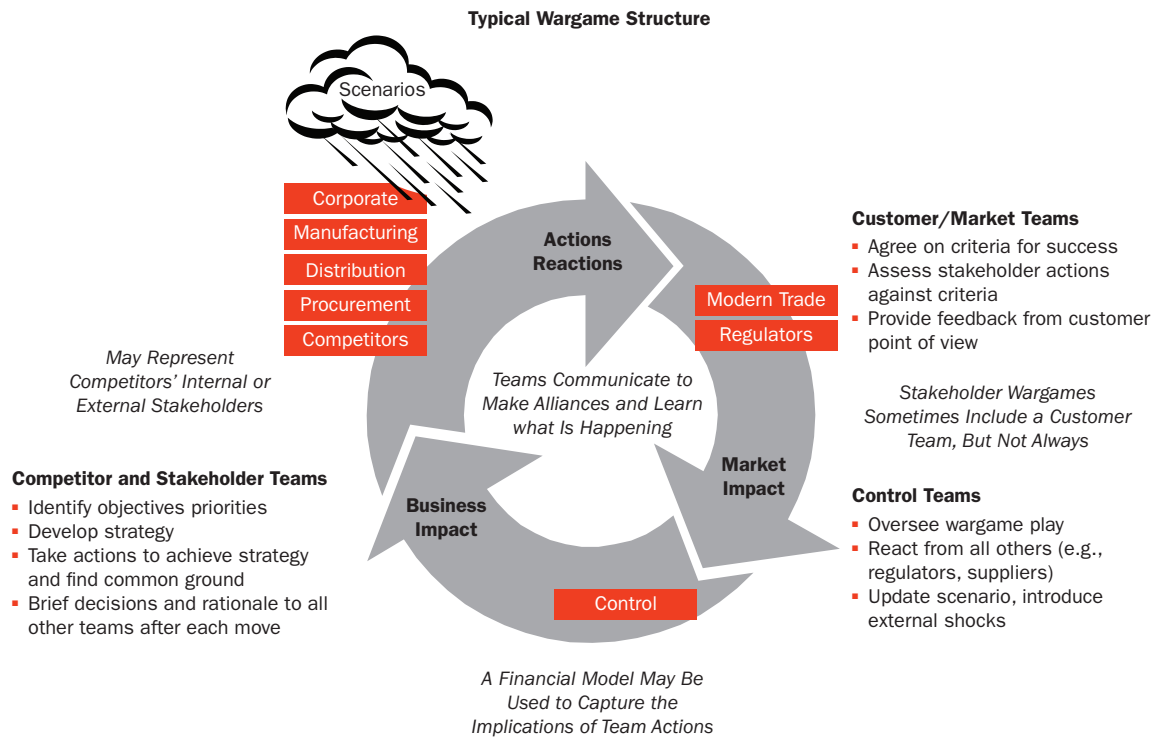 Typical Wargame Structure
Scenarios
Corporate
Manufacturing
Distribution
Procurement
Competitors
Actions
Reactions
Modern Trade
Regulators
Customer/Market Teams
▪ Agree on criteria for success
▪ Assess stakeholder actions
against criteria
▪ Provide feedback from customer
point of view
May Represent
Competitors’ Internal or
External Stakeholders
Teams Communicate to
Make Alliances and Learn
what Is Happening
Stakeholder Wargames
Sometimes Include a Customer
Team, But Not Always
Competitor and Stakeholder Teams
▪ Identify objectives priorities
▪ Develop strategy
▪ Take actions to achieve strategy
and find common ground
▪ Brief decisions and rationale to all
other teams after each move
Business
Impact
Market
Impact
Control Teams
▪ Oversee wargame play
▪ React from all others (e.g.,
regulators, suppliers)
▪ Update scenario, introduce
external shocks
Control
A Financial Model May Be
Used to Capture the
Implications of Team Actions